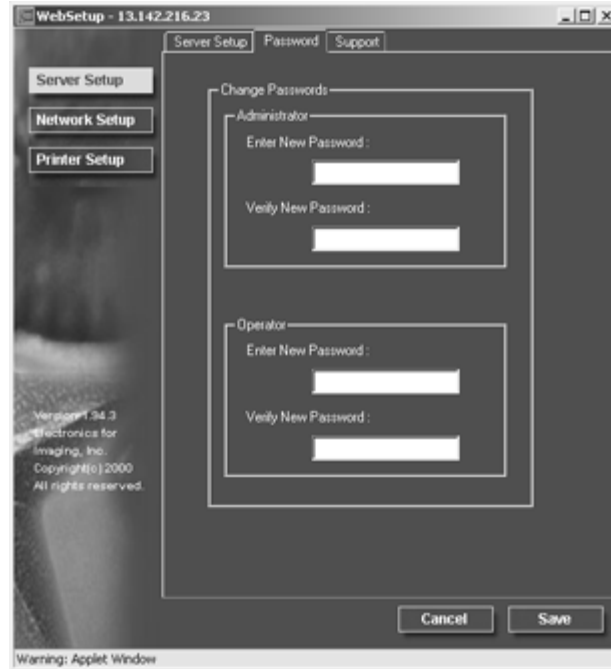 WebSetup - 13.142.216.23
Server Setup
Password
Support
Server Setup
Network Setup
Printer Setup
Change Passwords
Administrator
Enter New Password :
Verify New Password :
Operator
Enter New Password :
Verify New Password :
Version 1.94.3
Electronics for
Imaging, Inc.
Copyright(c) 2000
All rights reserved.
Cancel
Save
Warning: Applet Window